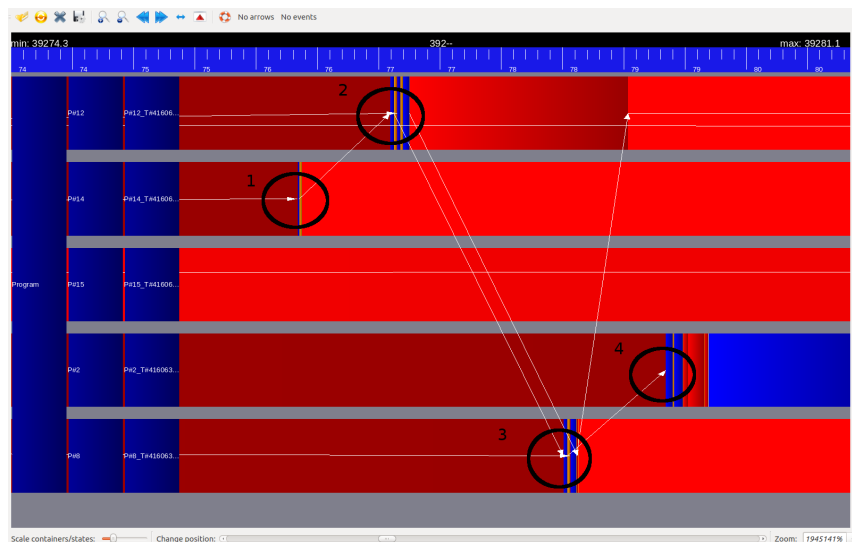 No arrows No events
min: 39274.3 392-- max: 39281.1
74 74 75 75 76 76 77 77 78 78 79 79 80 80
2
P#12 P#12_T#41606...
1
P#14 P#14_T#41606...
Program P#15 P#15_T#41606...
4
P#2 P#2_T#416063...
3
P#8 P#8_T#416063...
Scale containers/states: Change position: Zoom: 1945141%